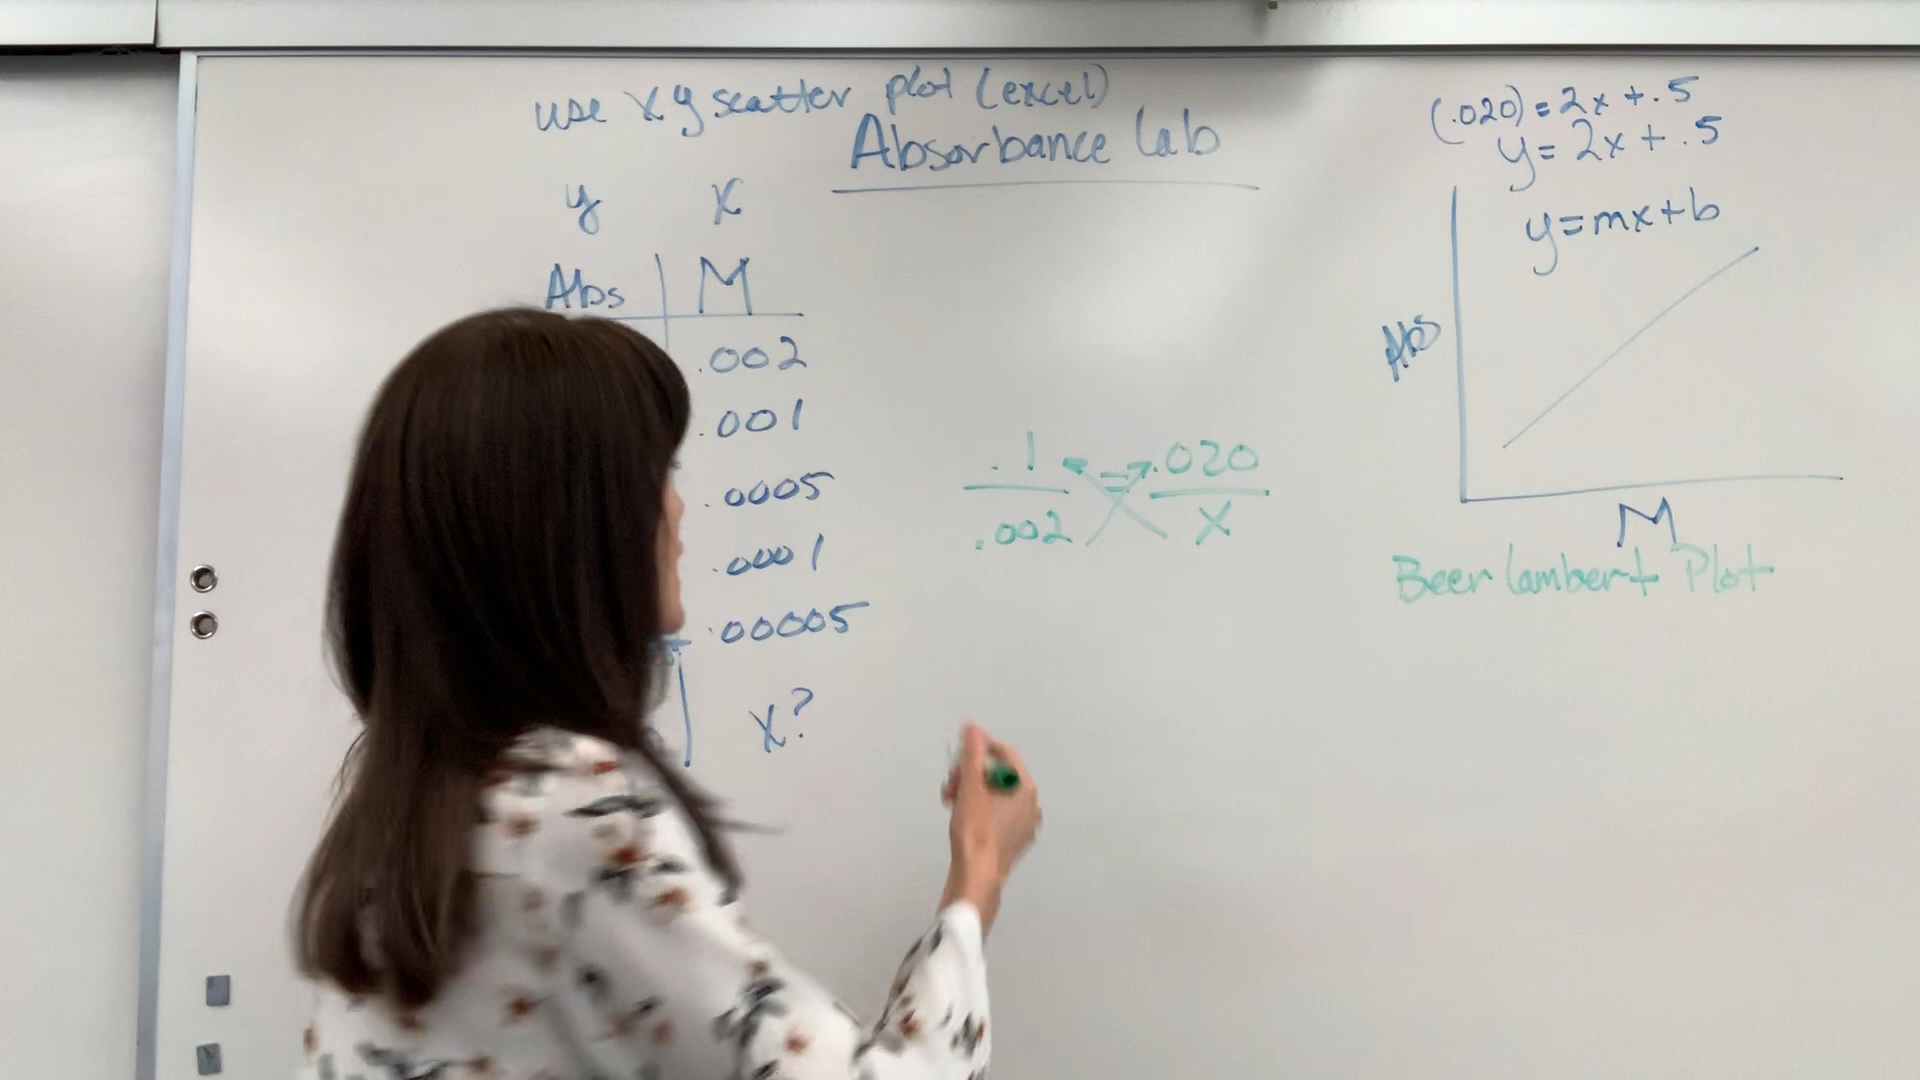 use xy scatter plot (excel)
Absorbance lab
y x
Abs M
.002
.001
.0005
.0001
.00005
x?
.1 = .020
.002 X
(.020) = 2x + .5
y = 2x + .5
y = mx + b
Abs
M
Beer lambert Plot